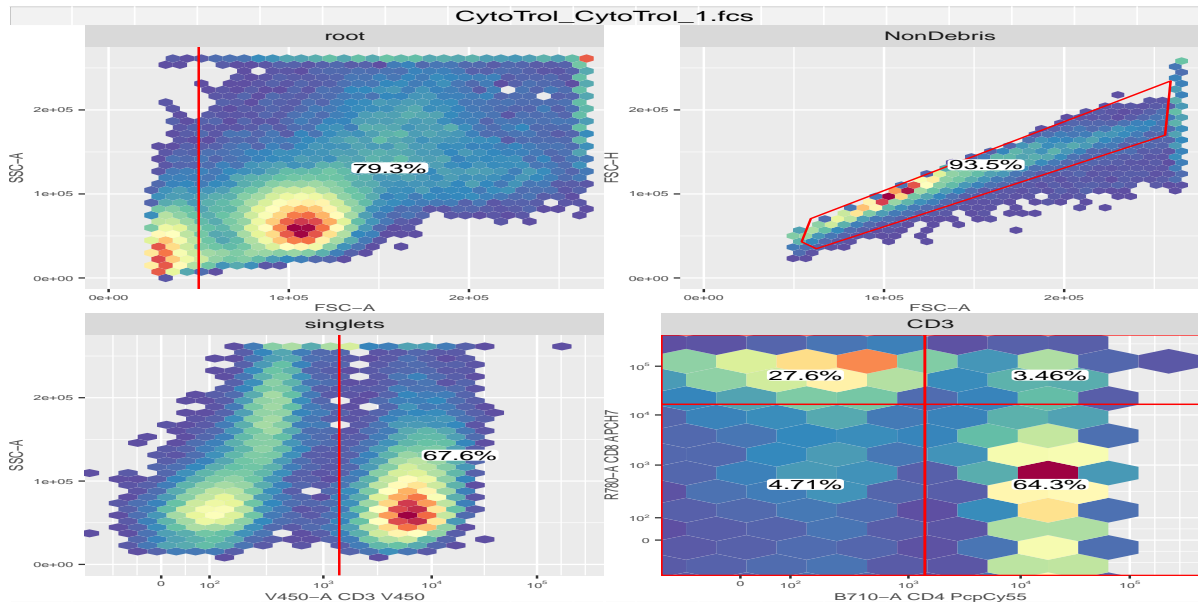 CytoTrol_CytoTrol_1.fcs
root
SSC-A
2e+05
1e+05
0e+00
79.3%
0e+00 1e+05 2e+05
FSC-A
NonDebris
FSC-H
2e+05
1e+05
0e+00
93.5%
0e+00 1e+05 2e+05
FSC-A
singlets
SSC-A
2e+05
1e+05
0e+00
67.6%
0 10² 10³ 10⁴ 10⁵
V450-A CD3 V450
CD3
R780-A CD8 APCH7
10⁵
10⁴
10³
10²
0
27.6% 3.46%
4.71% 64.3%
0 10² 10³ 10⁴ 10⁵
B710-A CD4 PcpCy55